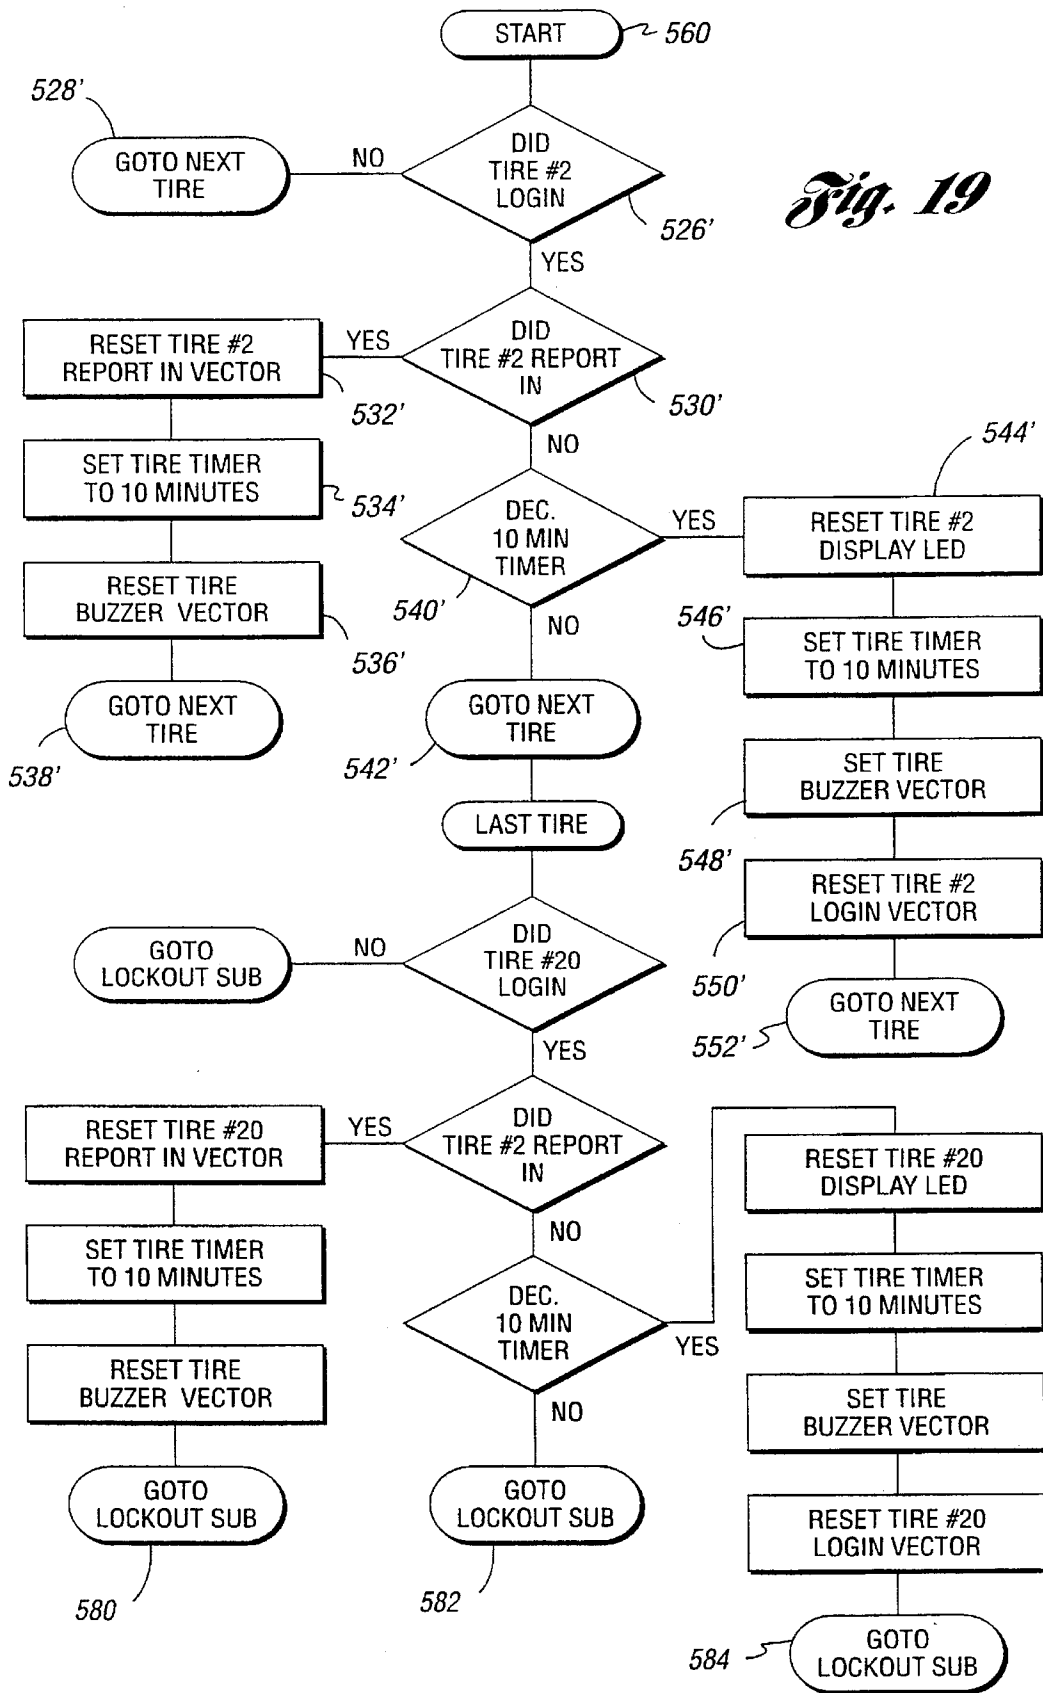 START
560
528'
GOTO NEXT
TIRE
NO
DID
TIRE #2
LOGIN
526'
Fig. 19
YES
RESET TIRE #2
REPORT IN VECTOR
532'
YES
DID
TIRE #2 REPORT
IN
530'
NO
SET TIRE TIMER
TO 10 MINUTES
534'
DEC.
10 MIN
TIMER
540'
YES
544'
RESET TIRE #2
DISPLAY LED
RESET TIRE
BUZZER VECTOR
536'
NO
546'
SET TIRE TIMER
TO 10 MINUTES
GOTO NEXT
TIRE
538'
GOTO NEXT
TIRE
542'
SET TIRE
BUZZER VECTOR
548'
LAST TIRE
RESET TIRE #2
LOGIN VECTOR
550'
GOTO
LOCKOUT SUB
NO
DID
TIRE #20
LOGIN
GOTO NEXT
TIRE
552'
YES
RESET TIRE #20
REPORT IN VECTOR
YES
DID
TIRE #2 REPORT
IN
RESET TIRE #20
DISPLAY LED
NO
SET TIRE TIMER
TO 10 MINUTES
DEC.
10 MIN
TIMER
YES
SET TIRE TIMER
TO 10 MINUTES
RESET TIRE
BUZZER VECTOR
NO
SET TIRE
BUZZER VECTOR
GOTO
LOCKOUT SUB
580
GOTO
LOCKOUT SUB
582
RESET TIRE #20
LOGIN VECTOR
584
GOTO
LOCKOUT SUB